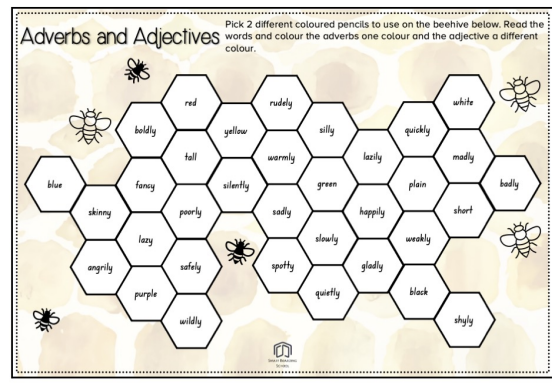 Adverbs and Adjectives
Pick 2 different coloured pencils to use on the beehive below. Read the
words and colour the adverbs one colour and the adjective a different
colour.
red
rudely
white
boldly
yellow
silly
quickly
tall
warmly
lazily
madly
blue
fancy
silently
green
plain
badly
skinny
poorly
sadly
happily
short
lazy
slowly
weakly
angrily
safely
spotty
gladly
purple
quietly
black
wildly
shyly